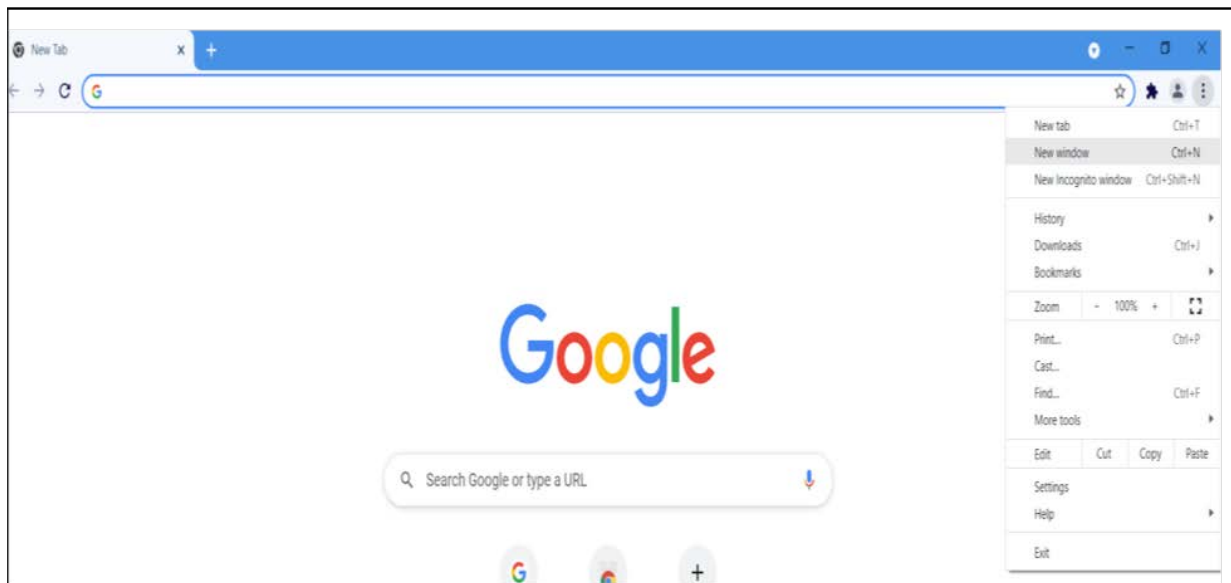 New Tab
New tab Ctrl+T
New window Ctrl+N
New Incognito window Ctrl+Shift+N
History
Downloads Ctrl+J
Bookmarks
Zoom - 100% +
Print... Ctrl+P
Cast...
Find... Ctrl+F
More tools
Edit Cut Copy Paste
Settings
Help
Exit
Google
Search Google or type a URL